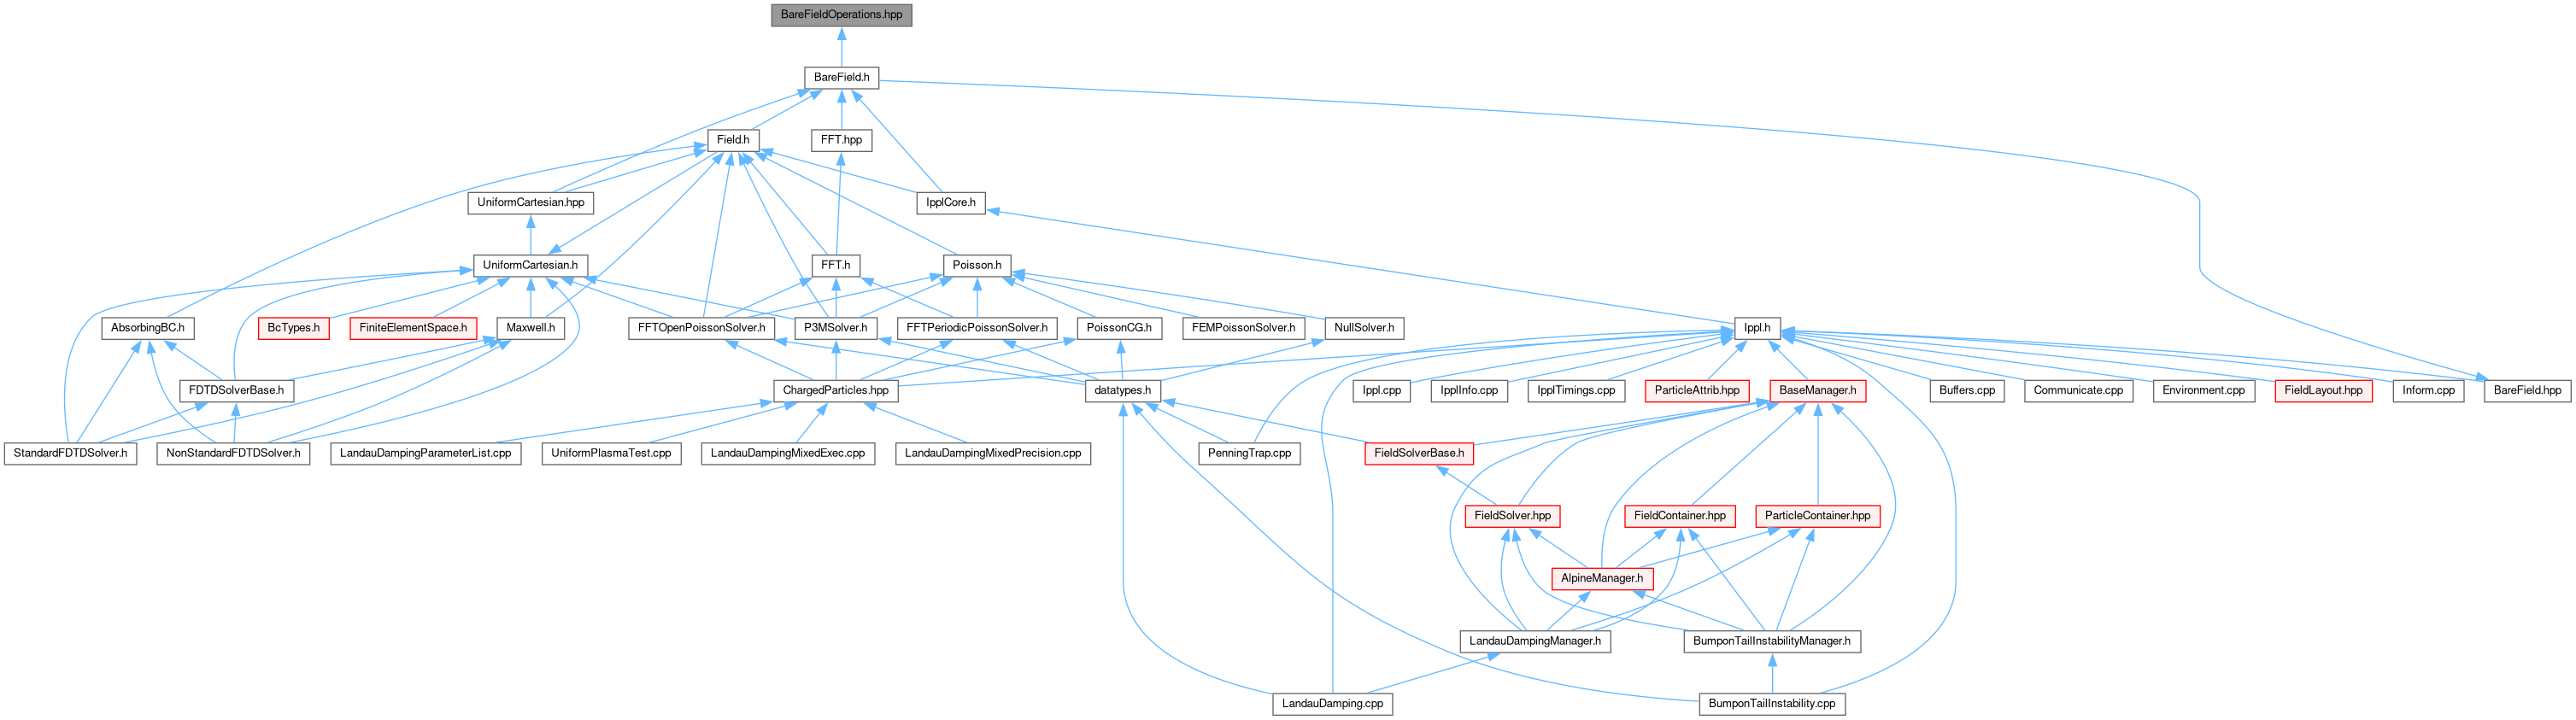 BareFieldOperations.hpp
BareField.h
Field.h
FFT.hpp
UniformCartesian.hpp
IpplCore.h
UniformCartesian.h
FFT.h
Poisson.h
AbsorbingBC.h
BcTypes.h
FiniteElementSpace.h
Maxwell.h
FFTOpenPoissonSolver.h
P3MSolver.h
FFTPeriodicPoissonSolver.h
PoissonCG.h
FEMPoissonSolver.h
NullSolver.h
Ippl.h
FDTDSolverBase.h
ChargedParticles.hpp
datatypes.h
Ippl.cpp
IpplInfo.cpp
IpplTimings.cpp
ParticleAttrib.hpp
BaseManager.h
Buffers.cpp
Communicate.cpp
Environment.cpp
FieldLayout.hpp
Inform.cpp
BareField.hpp
StandardFDTDSolver.h
NonStandardFDTDSolver.h
LandauDampingParameterList.cpp
UniformPlasmaTest.cpp
LandauDampingMixedExec.cpp
LandauDampingMixedPrecision.cpp
PenningTrap.cpp
FieldSolverBase.h
FieldSolver.hpp
FieldContainer.hpp
ParticleContainer.hpp
AlpineManager.h
LandauDampingManager.h
BumponTailInstabilityManager.h
LandauDamping.cpp
BumponTailInstability.cpp